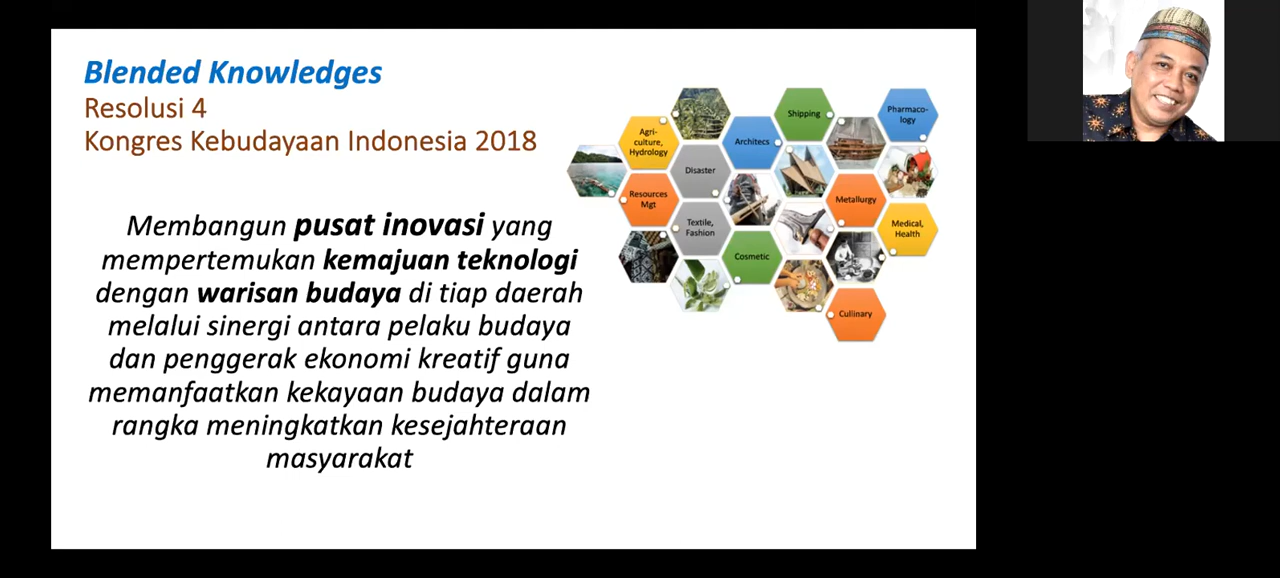 Blended Knowledges
Resolusi 4
Kongres Kebudayaan Indonesia 2018
Membangun pusat inovasi yang
mempertemukan kemajuan teknologi
dengan warisan budaya di tiap daerah
melalui sinergi antara pelaku budaya
dan penggerak ekonomi kreatif guna
memanfaatkan kekayaan budaya dalam
rangka meningkatkan kesejahteraan
masyarakat
Agri-
culture,
Hydrology
Resources
Mgt
Disaster
Textile,
Fashion
Architecs
Cosmetic
Shipping
Metallurgy
Cullinary
Pharmaco-
logy
Medical,
Health